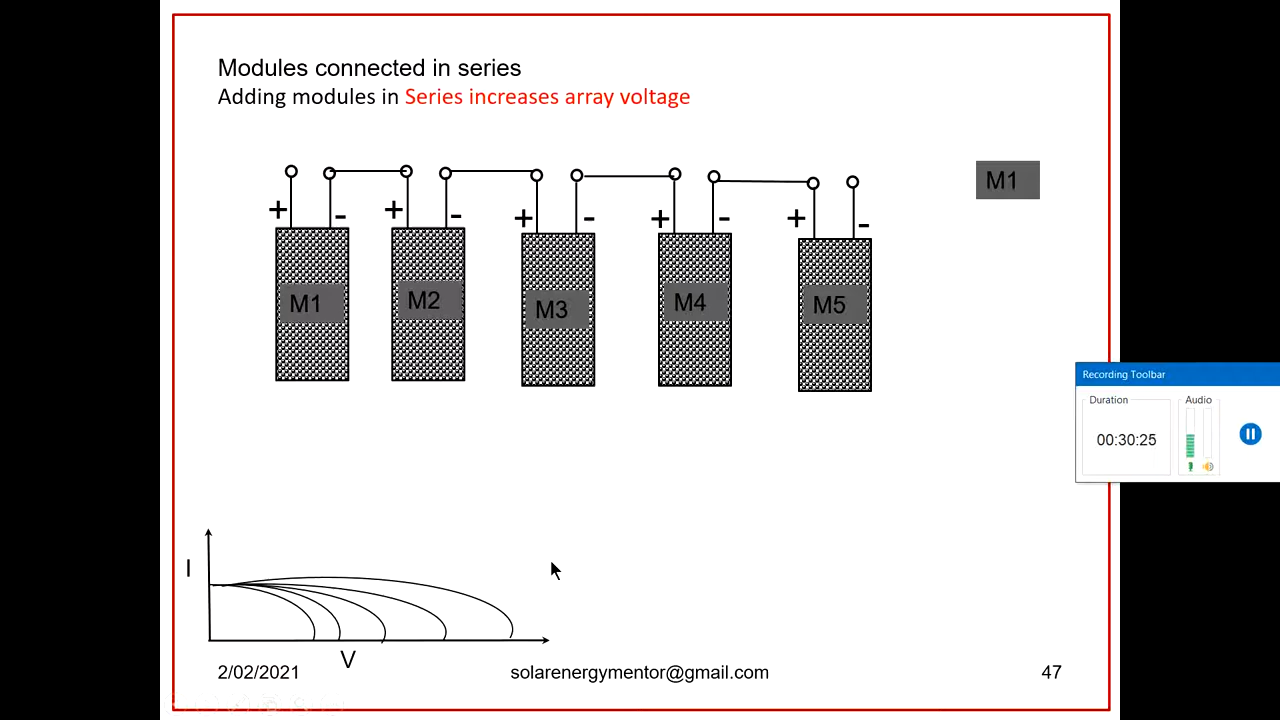 Modules connected in series
Adding modules in Series increases array voltage
M1
+ - + - + - + - + -
M1 M2 M3 M4 M5
Recording Toolbar
Duration Audio
00:30:25
I
V
2/02/2021 solarenergymentor@gmail.com 47